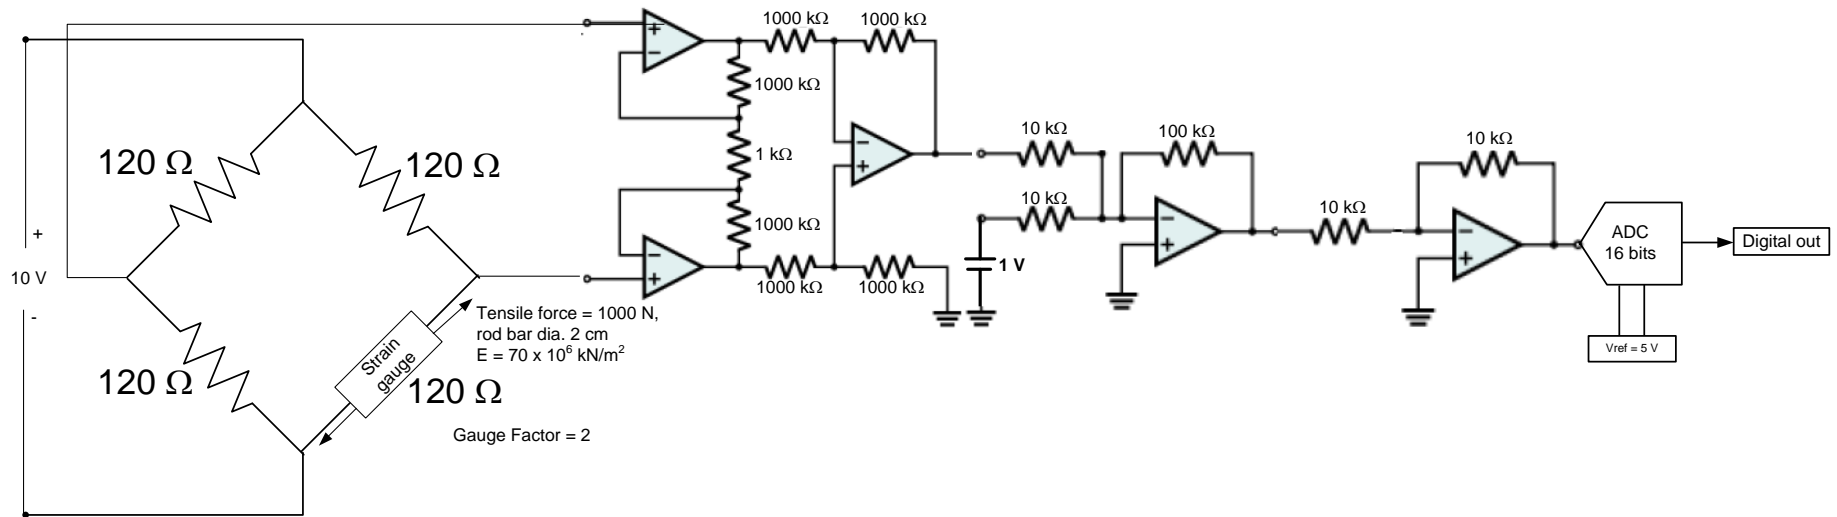 1000 kΩ
1000 kΩ
1000 kΩ
1 kΩ
1000 kΩ
1000 kΩ
1000 kΩ
+
−
−
+
−
+
120 Ω
120 Ω
+
10 V
-
120 Ω
Strain
gauge
120 Ω
Tensile force = 1000 N,
rod bar dia. 2 cm
E = 70 x 10⁶ kN/m²
Gauge Factor = 2
10 kΩ
10 kΩ
1 V
100 kΩ
−
+
10 kΩ
10 kΩ
−
+
ADC
16 bits
Vref = 5 V
Digital out